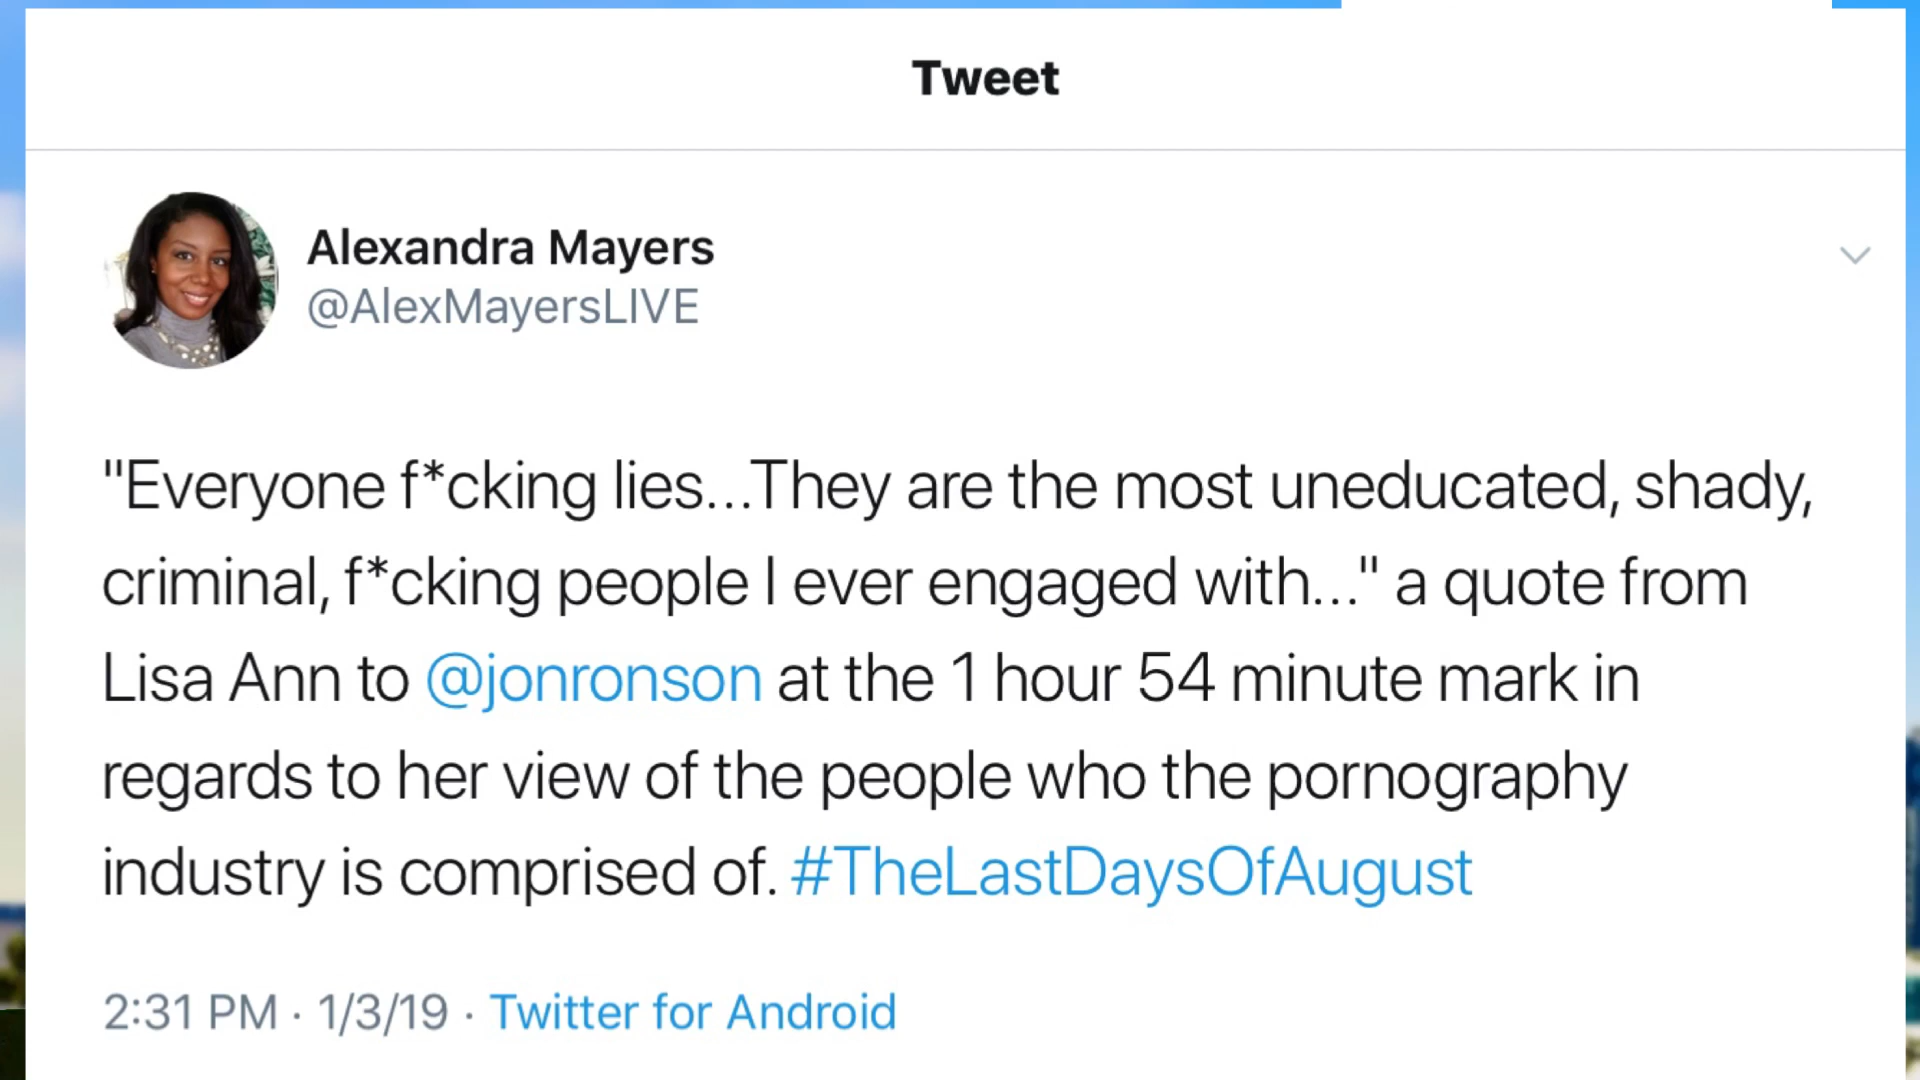 Tweet
Alexandra Mayers
@AlexMayersLIVE
"Everyone f*cking lies...They are the most uneducated, shady,
criminal, f*cking people I ever engaged with..." a quote from
Lisa Ann to @jonronson at the 1 hour 54 minute mark in
regards to her view of the people who the pornography
industry is comprised of. #TheLastDaysOfAugust
2:31 PM · 1/3/19 · Twitter for Android